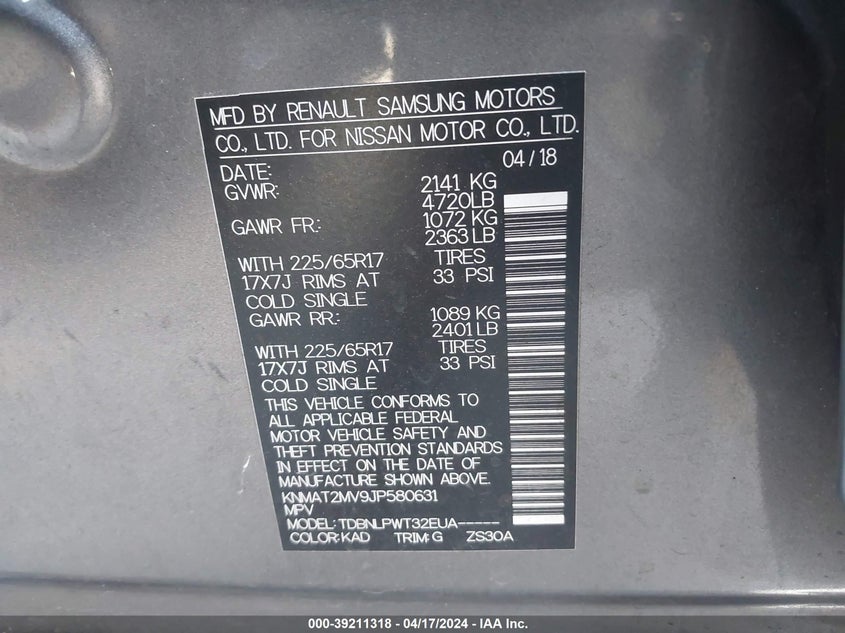 MFD BY RENAULT SAMSUNG MOTORS
CO., LTD. FOR NISSAN MOTOR CO., LTD.
DATE: 04 / 18
GVWR: 2141 KG
4720LB
GAWR FR: 1072 KG
2363 LB
WITH 225/65R17 TIRES
17X7J RIMS AT 33 PSI
COLD SINGLE
GAWR RR: 1089 KG
2401 LB
WITH 225/65R17 TIRES
17X7J RIMS AT 33 PSI
COLD SINGLE
THIS VEHICLE CONFORMS TO
ALL APPLICABLE FEDERAL
MOTOR VEHICLE SAFETY AND
THEFT PREVENTION STANDARDS
IN EFFECT ON THE DATE OF
MANUFACTURE SHOWN ABOVE.
KNMAT2MV9JP580631
MPV
MODEL: TDBNLPWT32EUA-----
COLOR: KAD TRIM: G ZS30A
000-39211318 - 04/17/2024 - IAA Inc.